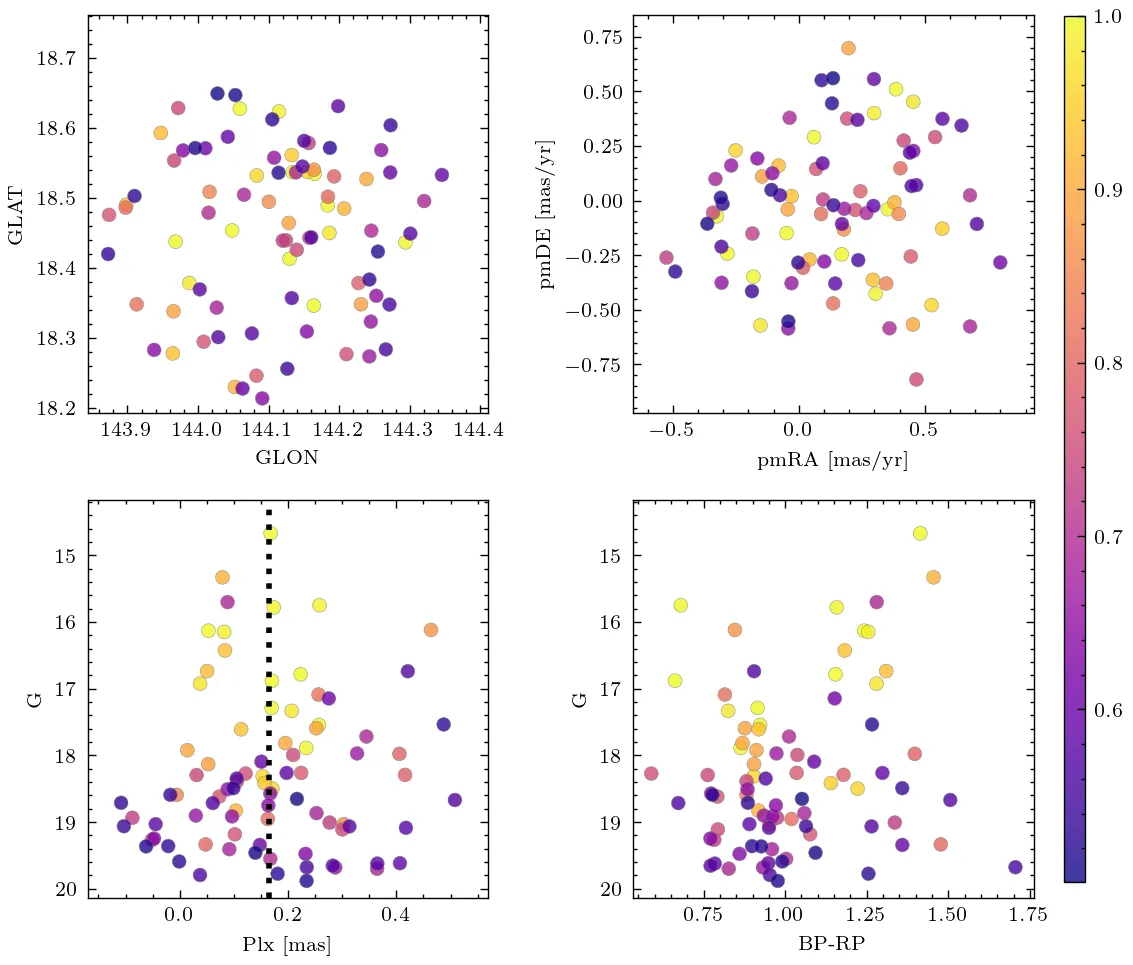 18.7
18.6
18.5
18.4
18.3
18.2
GLAT
143.9 144.0 144.1 144.2 144.3 144.4
GLON
0.75
0.50
0.25
0.00
−0.25
−0.50
−0.75
pmDE [mas/yr]
−0.5 0.0 0.5
pmRA [mas/yr]
1.0
0.9
0.8
0.7
0.6
15
16
17
18
19
20
G
0.0 0.2 0.4
Plx [mas]
15
16
17
18
19
20
G
0.75 1.00 1.25 1.50 1.75
BP-RP